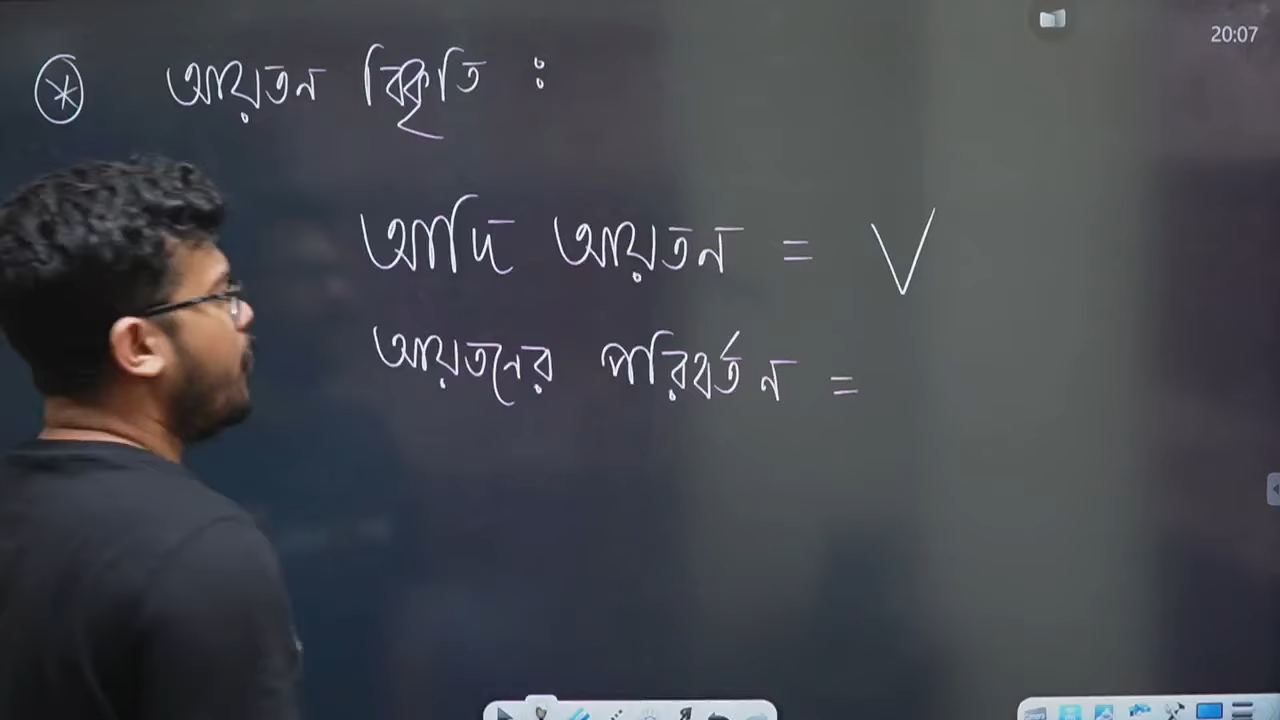 20:07
⊛ আয়তন বিকৃতি :
আদি আয়তন = V
আয়তনের পরিবর্তন =